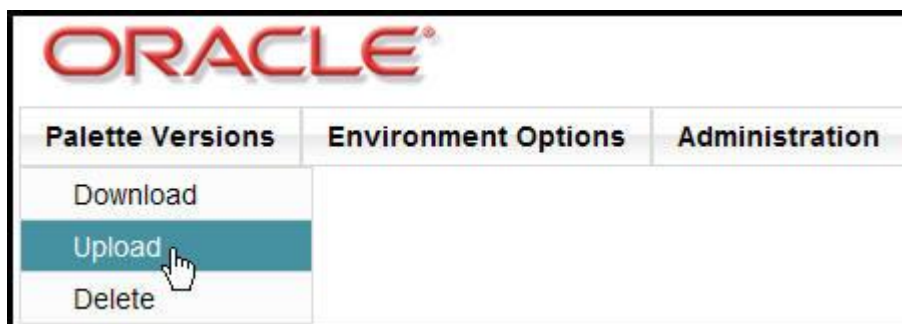 ORACLE®
Palette Versions Environment Options Administration
Download
Upload
Delete